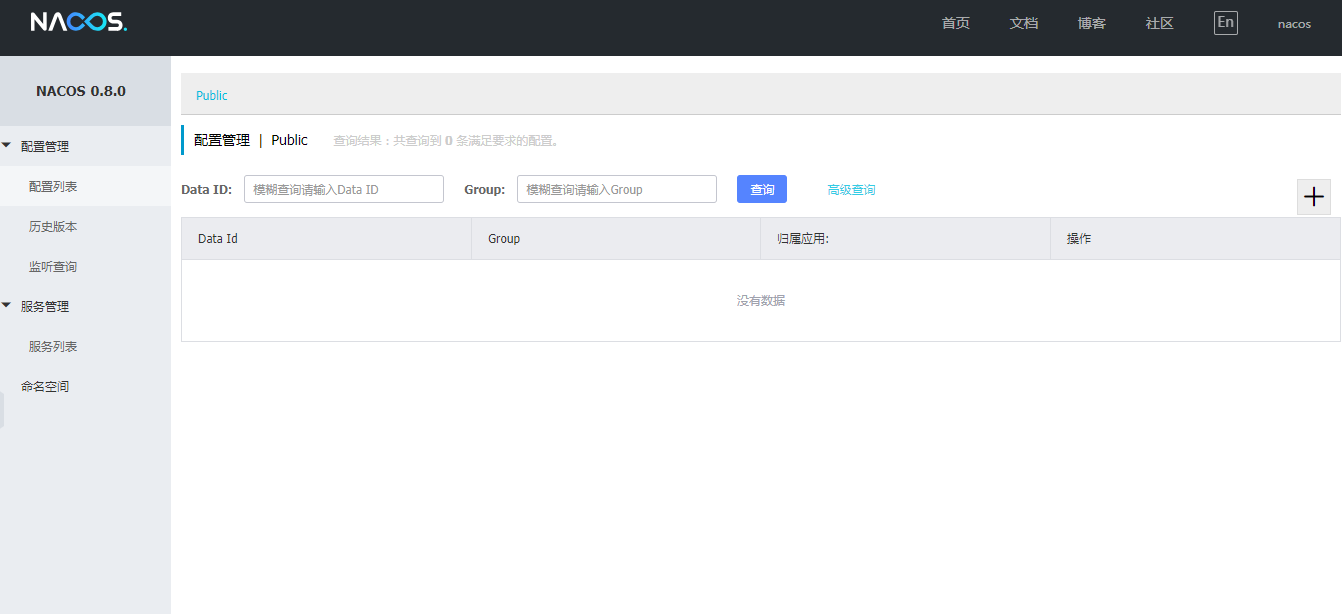 NACOS.
首页 文档 博客 社区 En nacos
NACOS 0.8.0
配置管理
配置列表
历史版本
监听查询
服务管理
服务列表
命名空间
Public
配置管理 | Public 查询结果：共查询到 0 条满足要求的配置。
Data ID: 模糊查询请输入Data ID Group: 模糊查询请输入Group 查询 高级查询
Data Id Group 归属应用: 操作
没有数据